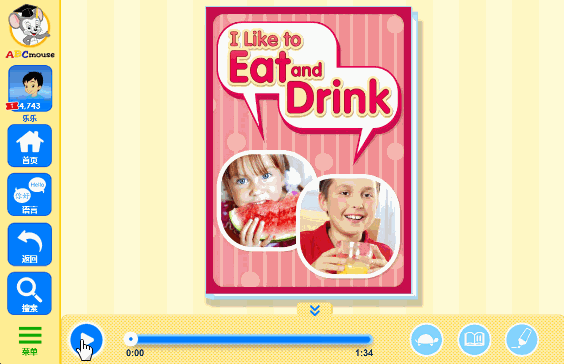 ABCmouse
4,743
乐乐
首页
你好 Hello
语言
返回
搜索
菜单
I Like to
Eat and
Drink
0:00
1:34